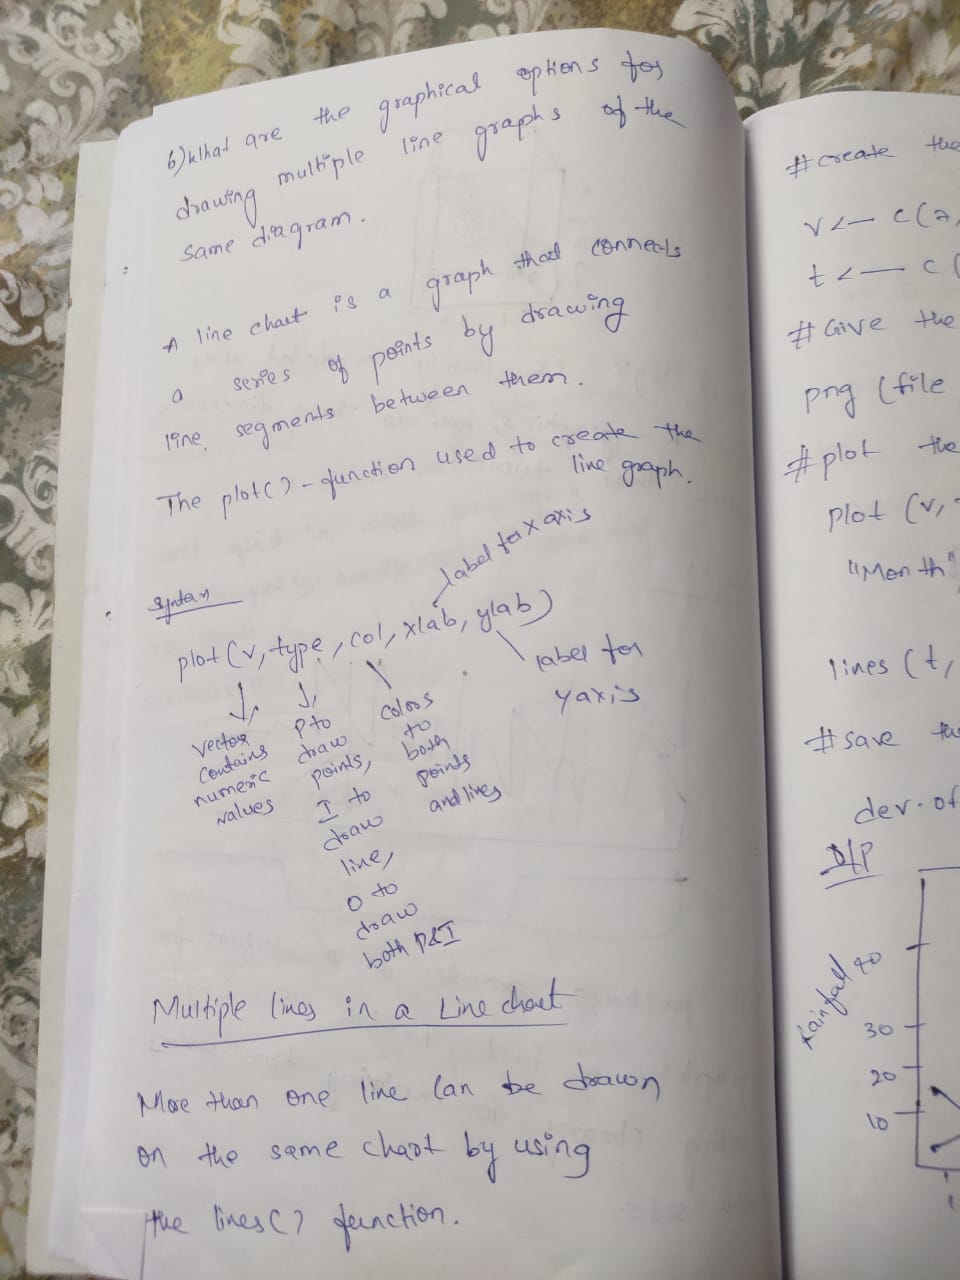 6) What are the graphical options for
drawing multiple line graphs of the
same diagram.
A line chart is a graph that connects
a series of points by drawing
line segments between them.
The plot() - function used to create the
line graph.
Syntax
label for x axis
plot (v, type, col, xlab, ylab)
label for
y axis
vector
contains
numeric
values
P to
draw
points,
I to
draw
line,
O to
draw
both P&I
colors
to
both
points
and lines
Multiple lines in a Line chart
More than one line can be drawn
on the same chart by using
the lines() function.
#create the
v <- c(7,
t <- c(
# Give the
png (file
#plot the
plot (v,
"Month"
lines (t,
#save the
dev.of
O/P
Rainfall
40
30
20
10